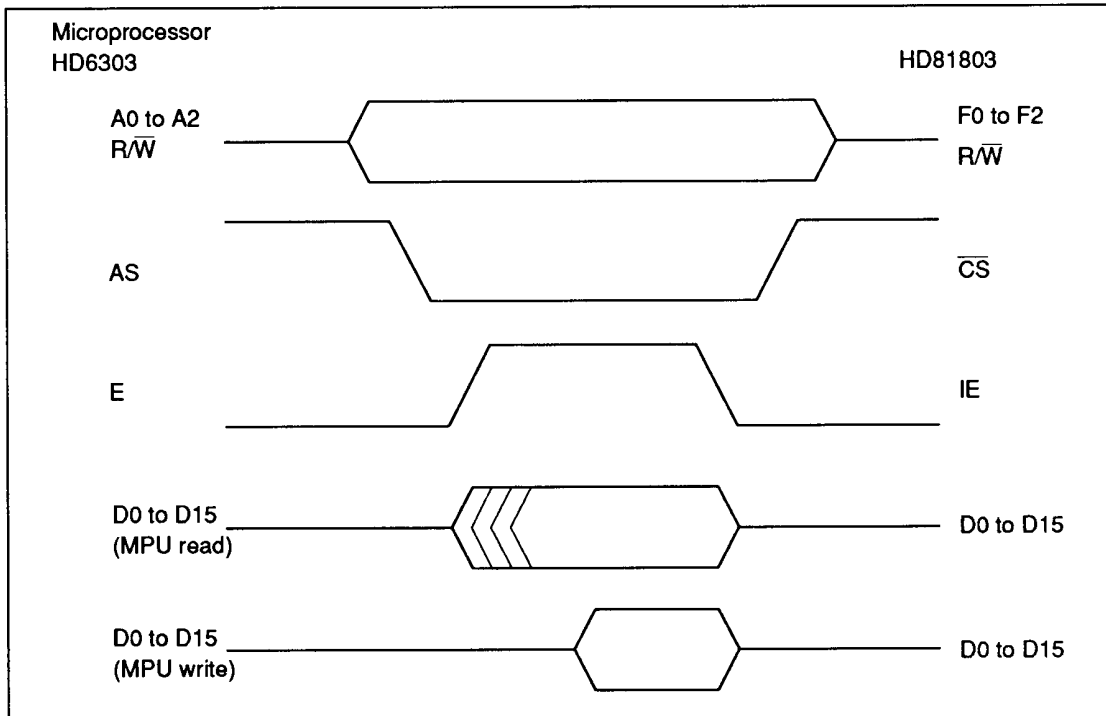 Microprocessor
HD6303
HD81803
A0 to A2
R/W̅
F0 to F2
R/W̅
AS
C̅S̅
E
IE
D0 to D15
(MPU read)
D0 to D15
D0 to D15
(MPU write)
D0 to D15